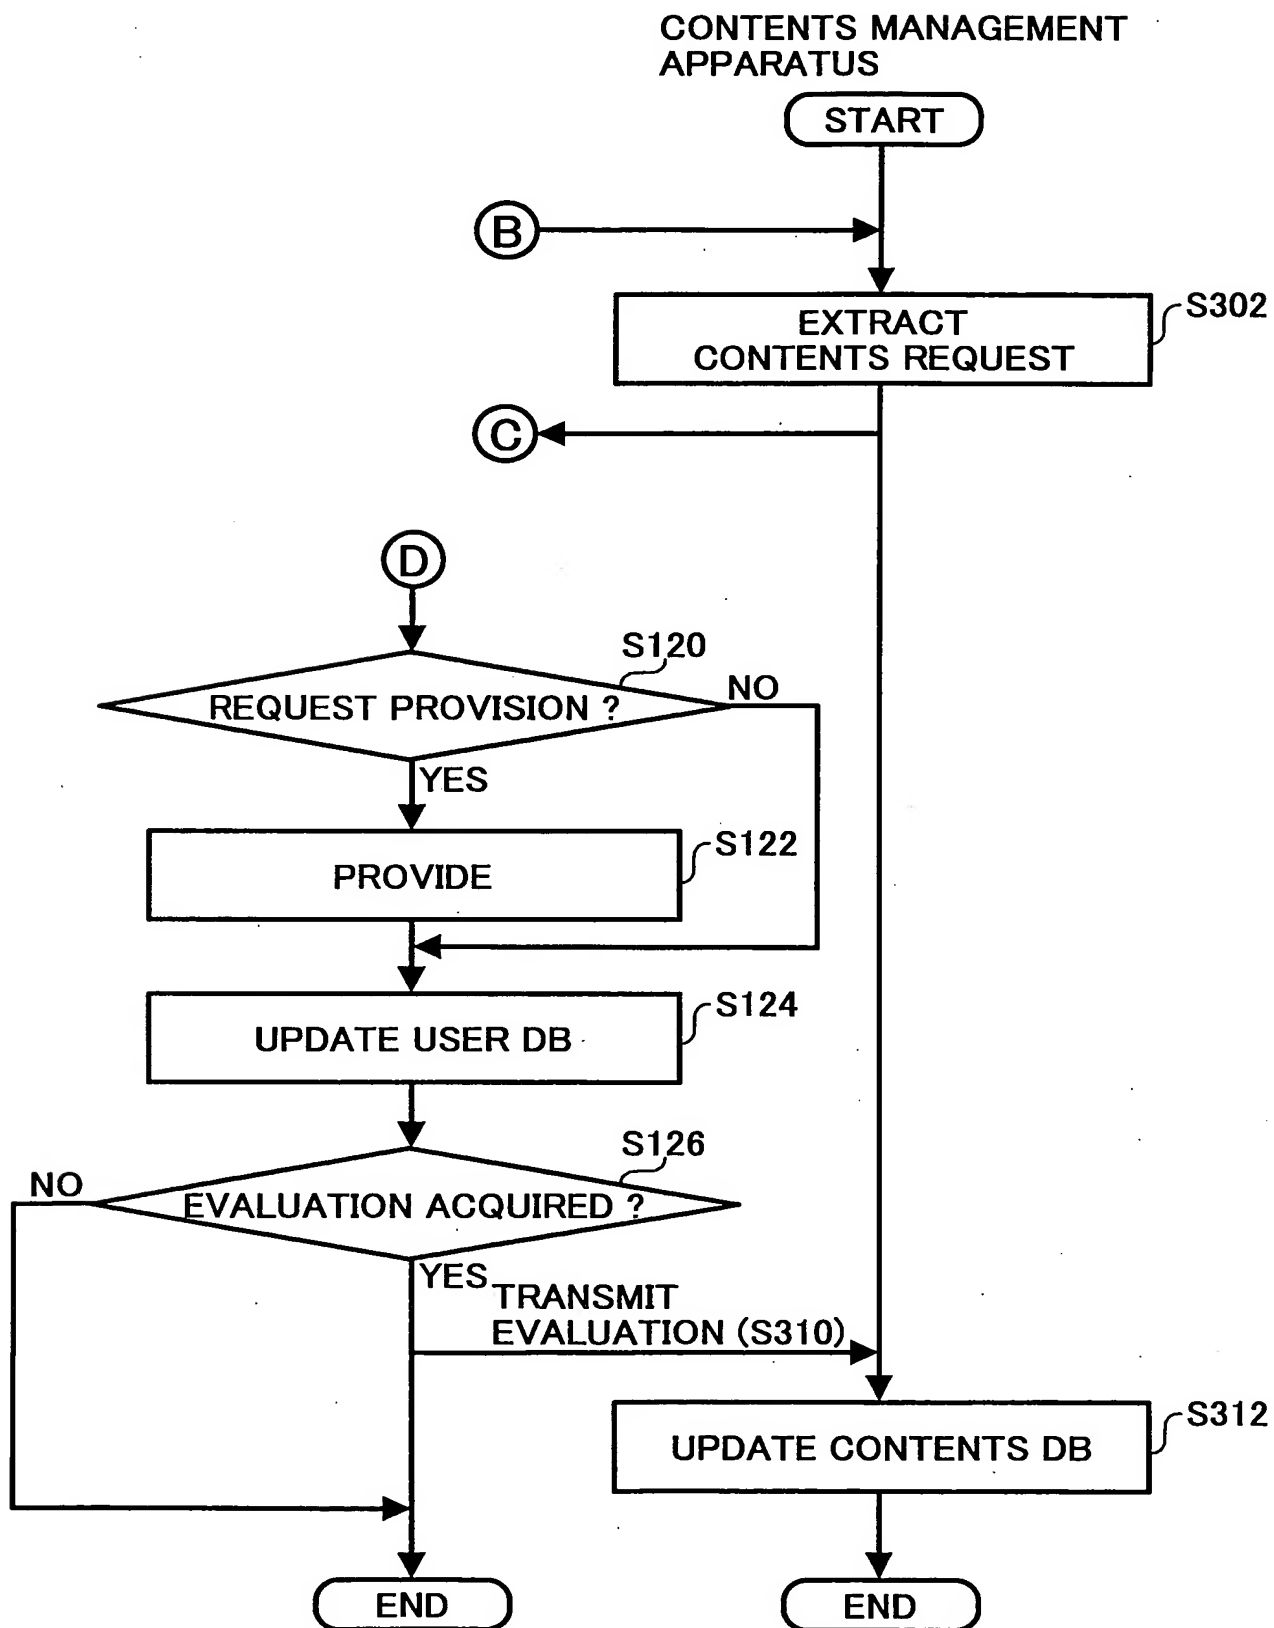 CONTENTS MANAGEMENT
APPARATUS
START
B
EXTRACT
CONTENTS REQUEST
S302
C
D
S120
REQUEST PROVISION ?
NO
YES
PROVIDE
S122
UPDATE USER DB
S124
S126
NO
EVALUATION ACQUIRED ?
YES
TRANSMIT
EVALUATION (S310)
UPDATE CONTENTS DB
S312
END
END